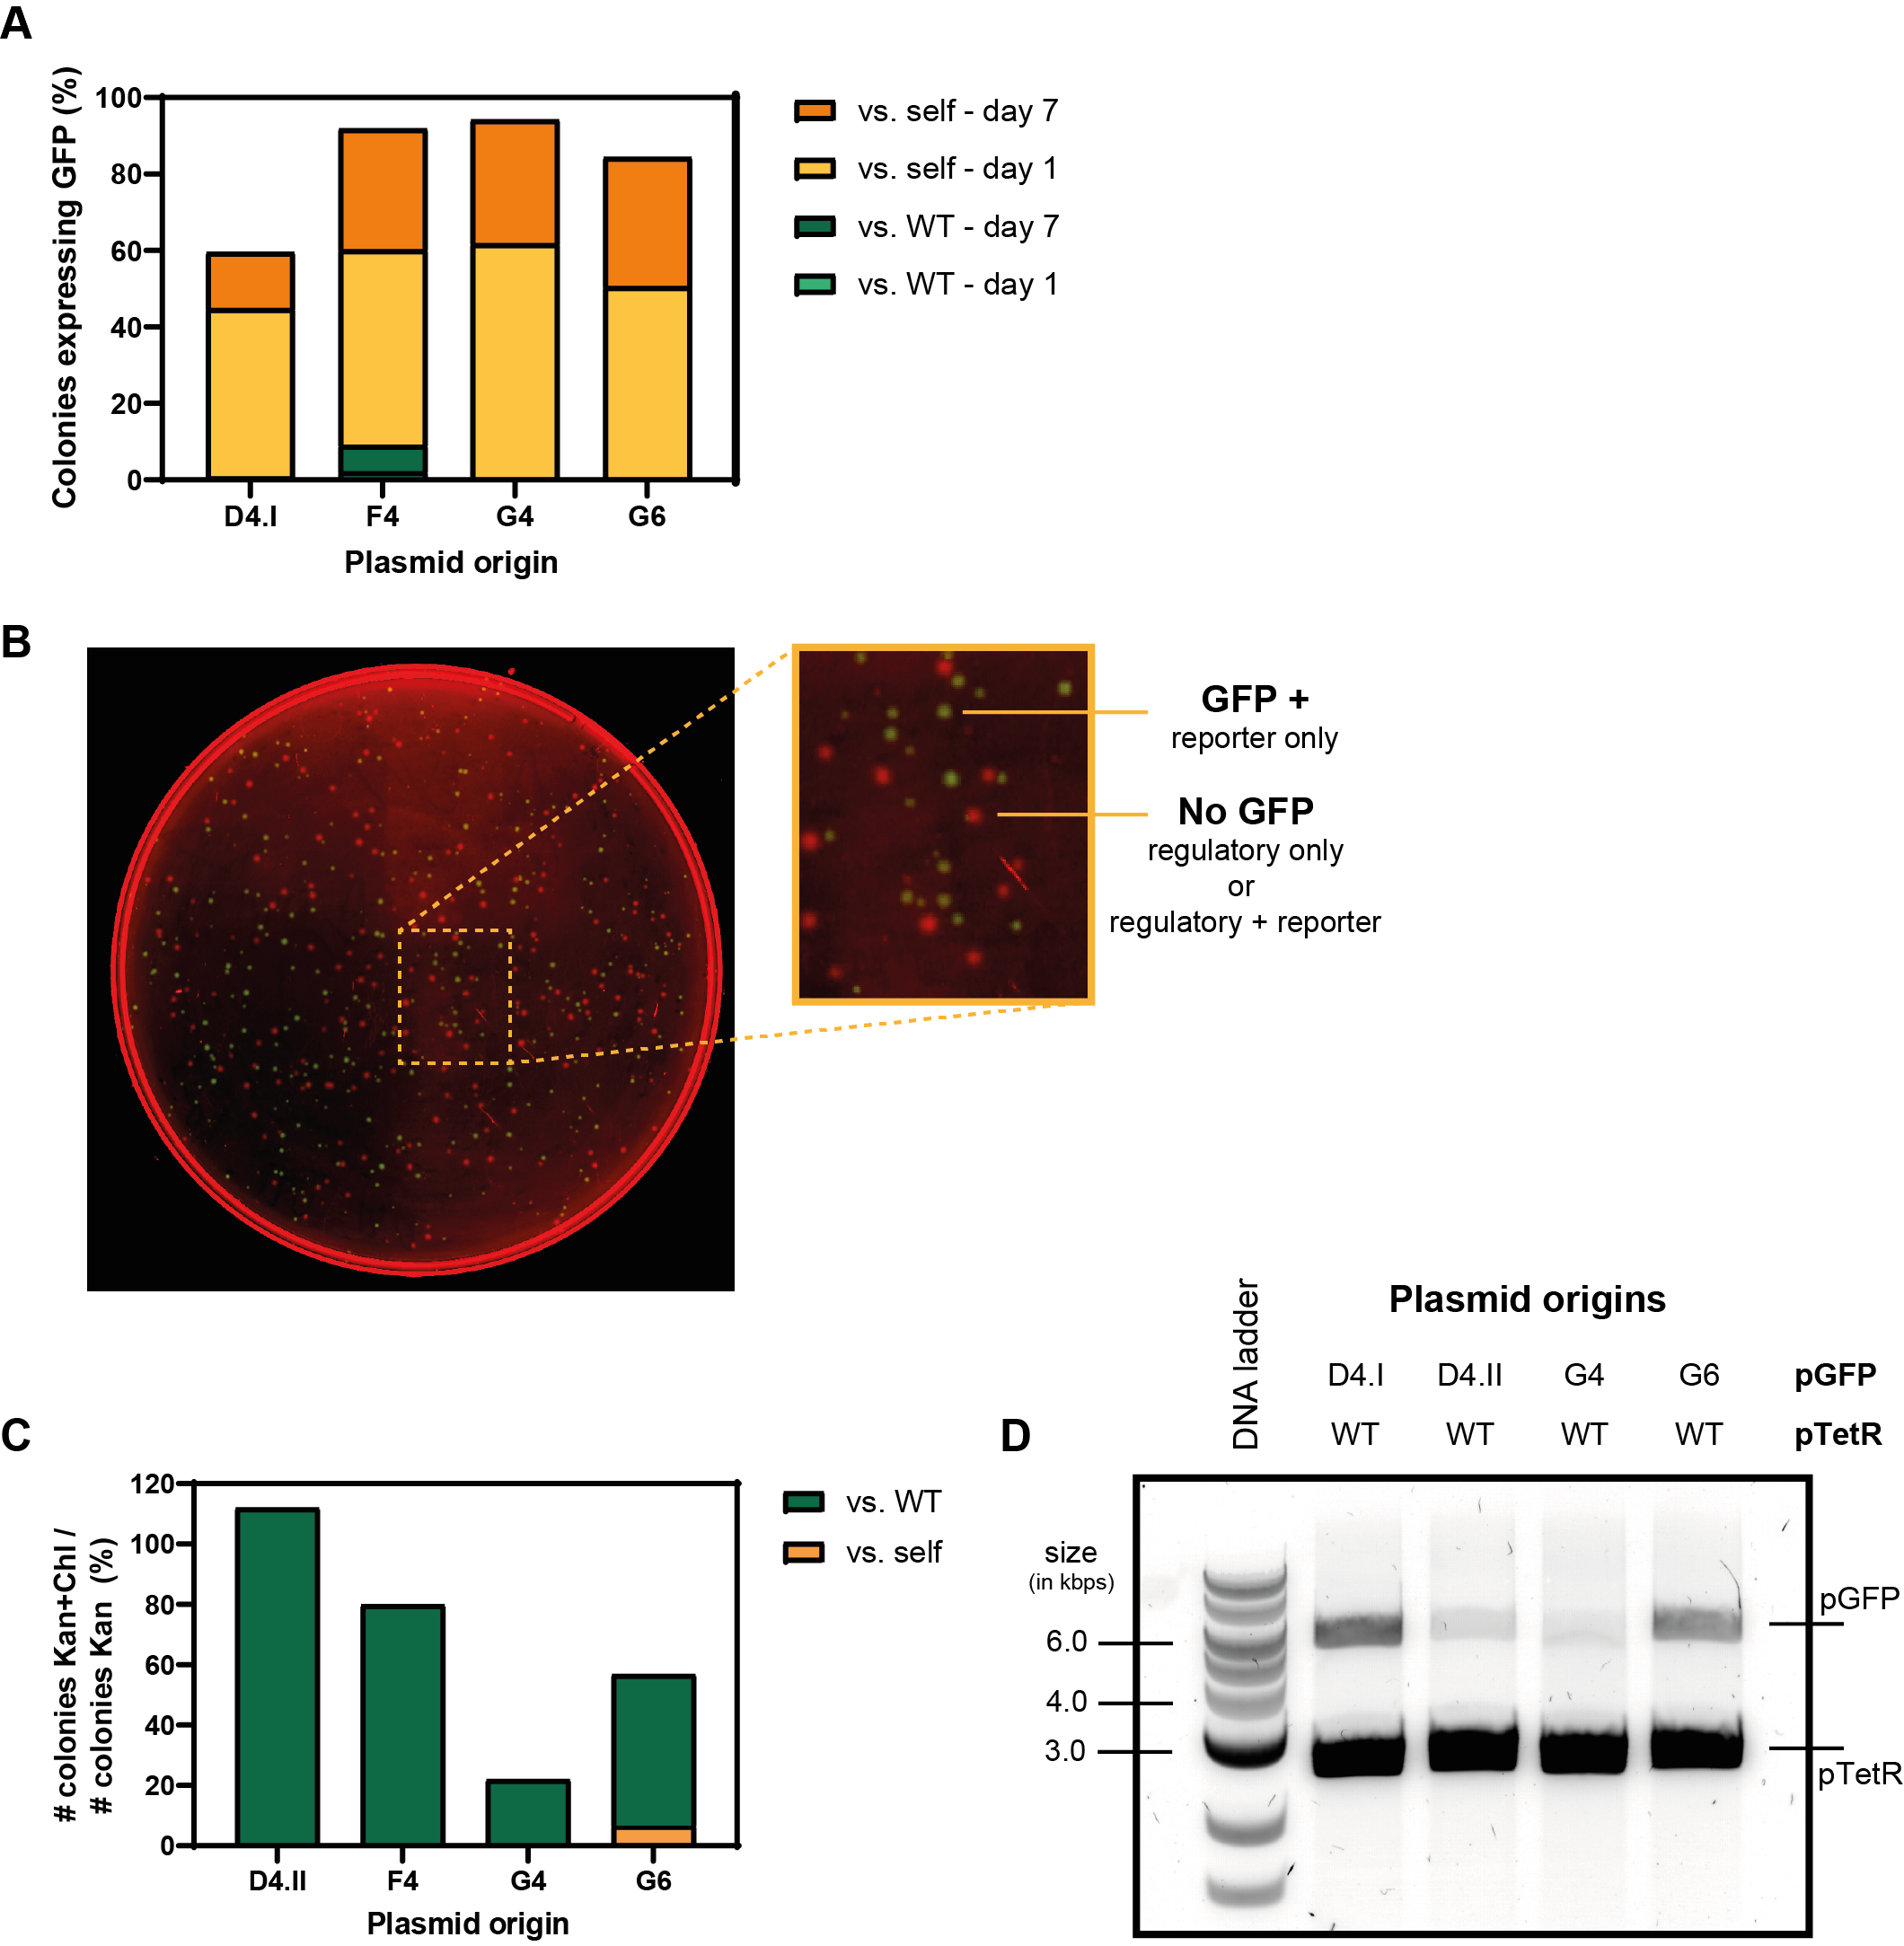 A
Colonies expressing GFP (%)
100
80
60
40
20
0
D4.I F4 G4 G6
Plasmid origin
vs. self - day 7
vs. self - day 1
vs. WT - day 7
vs. WT - day 1
B
GFP +
reporter only
No GFP
regulatory only
or
regulatory + reporter
C
# colonies Kan+Chl /
# colonies Kan (%)
120
100
80
60
40
20
0
D4.II F4 G4 G6
Plasmid origin
vs. WT
vs. self
D
DNA ladder
Plasmid origins
D4.I D4.II G4 G6 pGFP
WT WT WT WT pTetR
size
(in kbps)
6.0
4.0
3.0
pGFP
pTetR